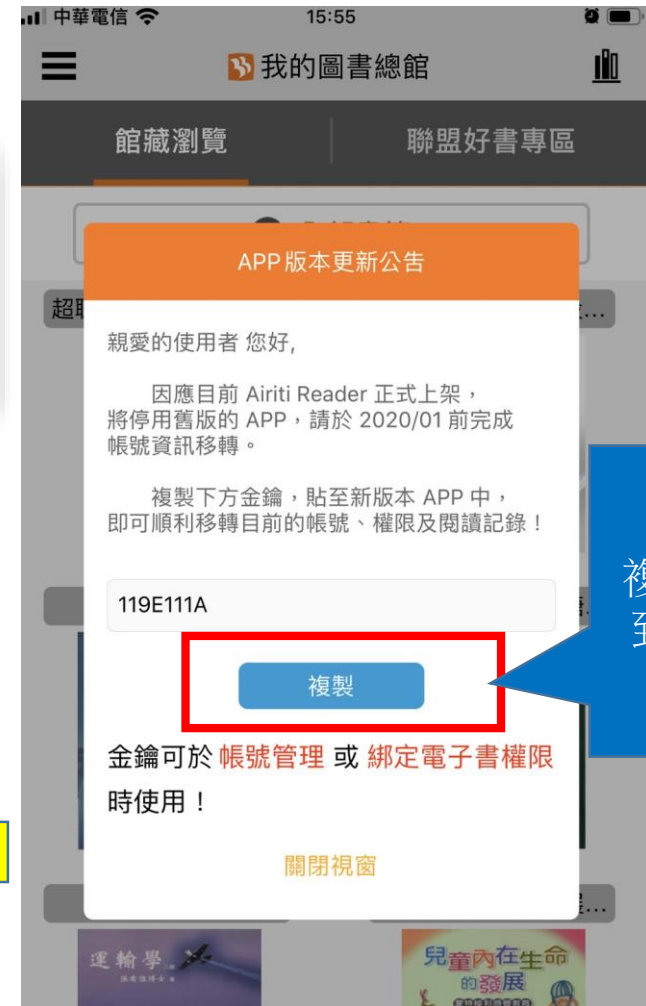 中華電信 15:55
我的圖書總館
館藏瀏覽 聯盟好書專區
APP版本更新公告
超
...
親愛的使用者 您好,
因應目前 Airiti Reader 正式上架,
將停用舊版的 APP,請於 2020/01 前完成
帳號資訊移轉。
複製下方金鑰,貼至新版本 APP 中,
即可順利移轉目前的帳號、權限及閱讀記錄!
複
到
119E111A
複製
金鑰可於 帳號管理 或 綁定電子書權限
時使用!
關閉視窗
...
運輸學
兒童內在生命
的發展